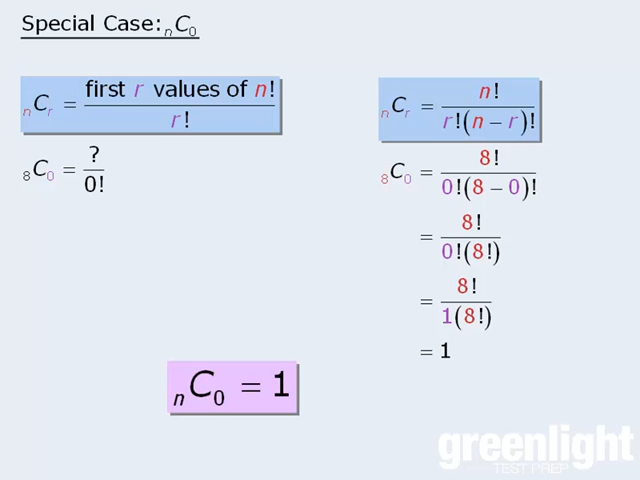 Special Case: nC0
nCr = first r values of n! / r!
8C0 = ? / 0!
nCr = n! / r!(n − r)!
8C0 = 8! / 0!(8 − 0)!
= 8! / 0!(8!)
= 8! / 1(8!)
= 1
nC0 = 1
greenlight
TEST PREP